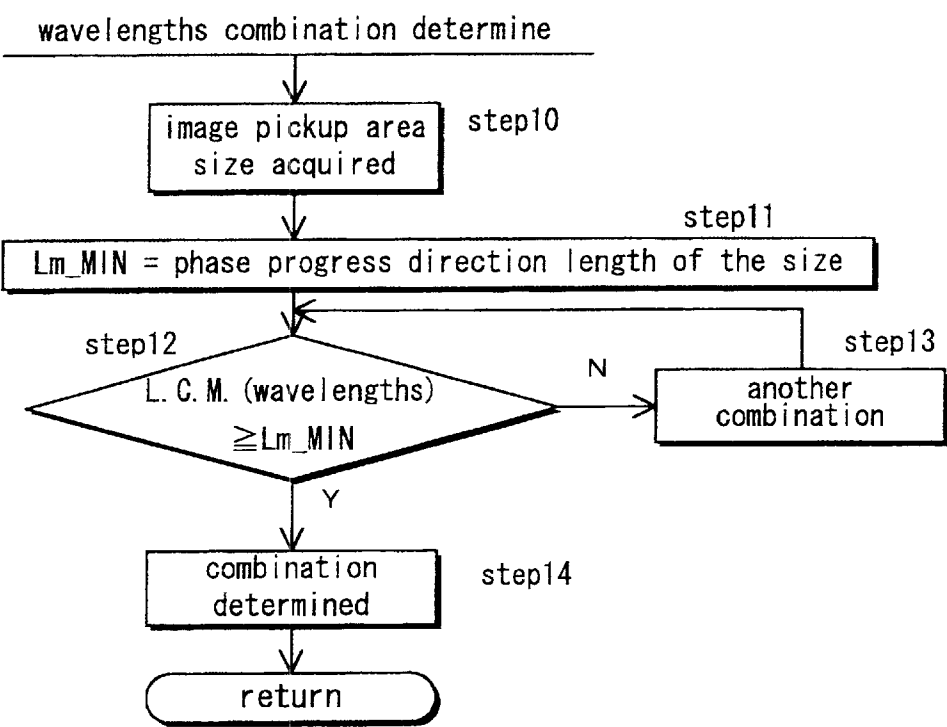 wavelengths combination determine
image pickup area
size acquired
step10
step11
Lm_MIN = phase progress direction length of the size
step12
L.C.M.(wavelengths)
≧Lm_MIN
N
step13
another
combination
Y
combination
determined
step14
return